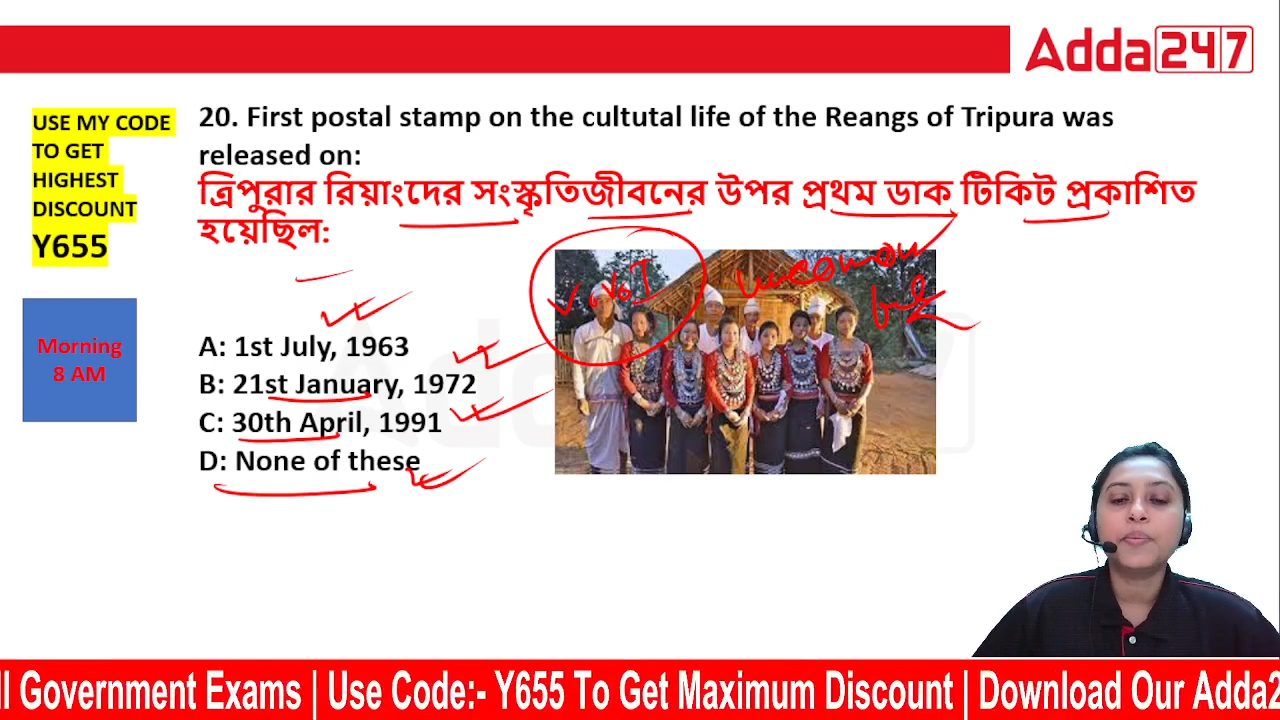 Adda247
USE MY CODE
TO GET
HIGHEST
DISCOUNT
Y655
20. First postal stamp on the cultutal life of the Reangs of Tripura was
released on:
ত্রিপুরার রিয়াংদের সংস্কৃতিজীবনের উপর প্রথম ডাক টিকিট প্রকাশিত
হয়েছিল:
Morning
8 AM
A: 1st July, 1963
B: 21st January, 1972
C: 30th April, 1991
D: None of these
ll Government Exams | Use Code:- Y655 To Get Maximum Discount | Download Our Adda2